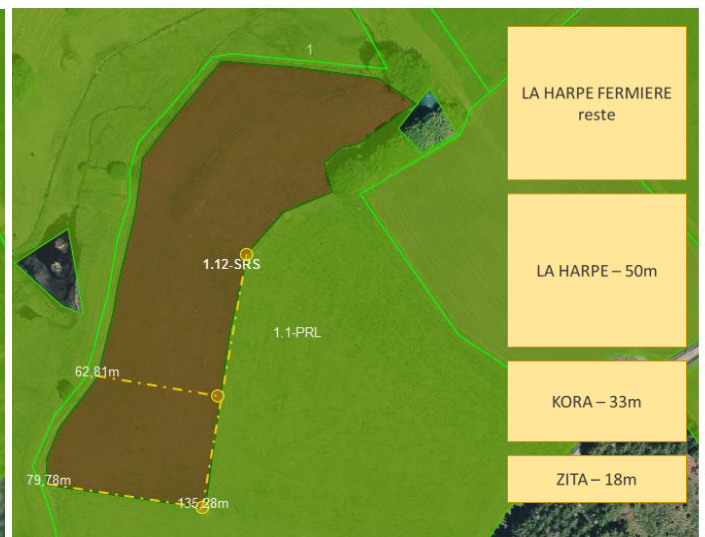 1
1.12-SRS
1.1-PRL
62,81m
79,78m
135,28m
LA HARPE FERMIERE
reste
LA HARPE – 50m
KORA – 33m
ZITA – 18m